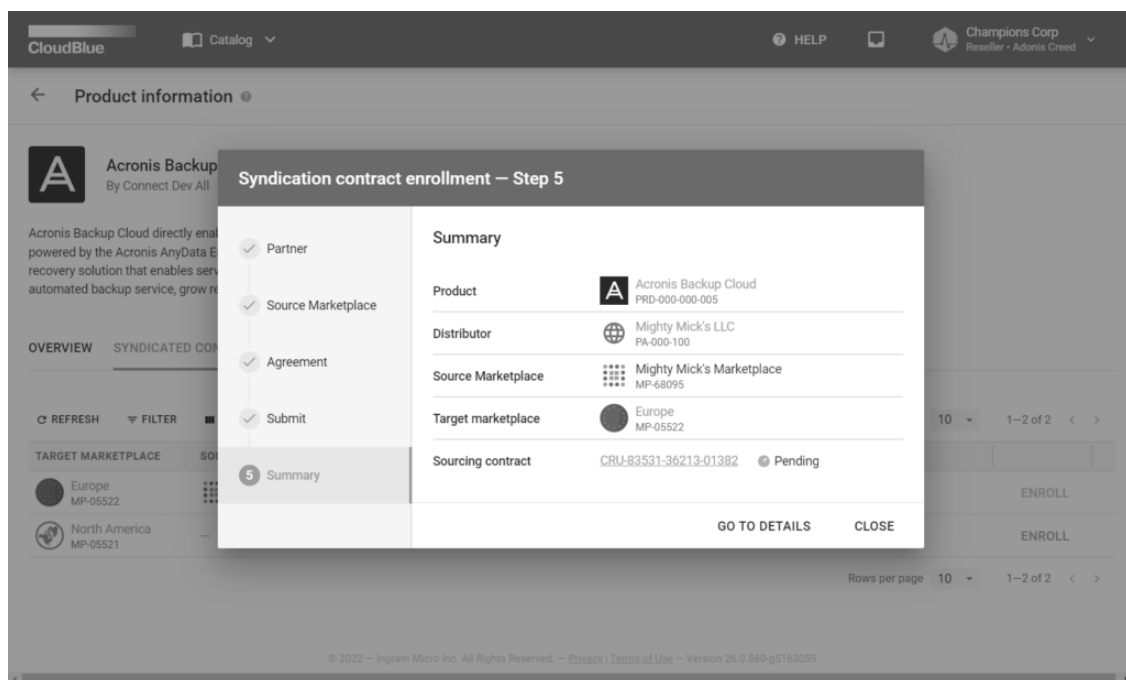 CloudBlue
Catalog
HELP
Champions Corp
Reseller • Adonis Creed
Product information
Acronis Backup
By Connect Dev All
Acronis Backup Cloud directly enal
powered by the Acronis AnyData E
recovery solution that enables serv
automated backup service, grow re
OVERVIEW SYNDICATED CON
REFRESH FILTER
10 1–2 of 2
TARGET MARKETPLACE SOU
Europe
MP-05522
ENROLL
North America
MP-05521
–
ENROLL
Rows per page 10 1–2 of 2
Syndication contract enrollment — Step 5
Partner
Source Marketplace
Agreement
Submit
5 Summary
Summary
Product
Acronis Backup Cloud
PRD-000-000-005
Distributor
Mighty Mick's LLC
PA-000-100
Source Marketplace
Mighty Mick's Marketplace
MP-68095
Target marketplace
Europe
MP-05522
Sourcing contract CRU-83531-36213-01382 Pending
GO TO DETAILS CLOSE
© 2022 – Ingram Micro Inc. All Rights Reserved. – Privacy | Terms of Use – Version 26.0.860-g5163059